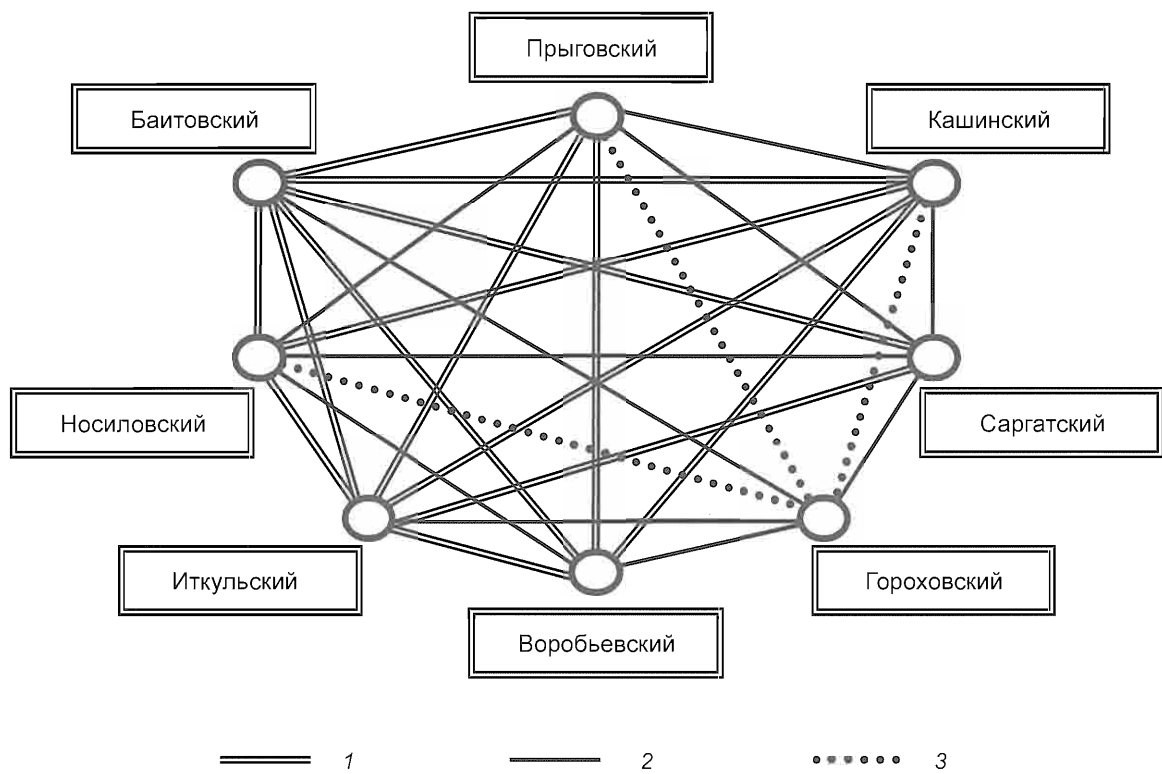 Прыговский
Баитовский
Кашинский
Носиловский
Саргатский
Иткульский
Гороховский
Воробьевский
1
2
3